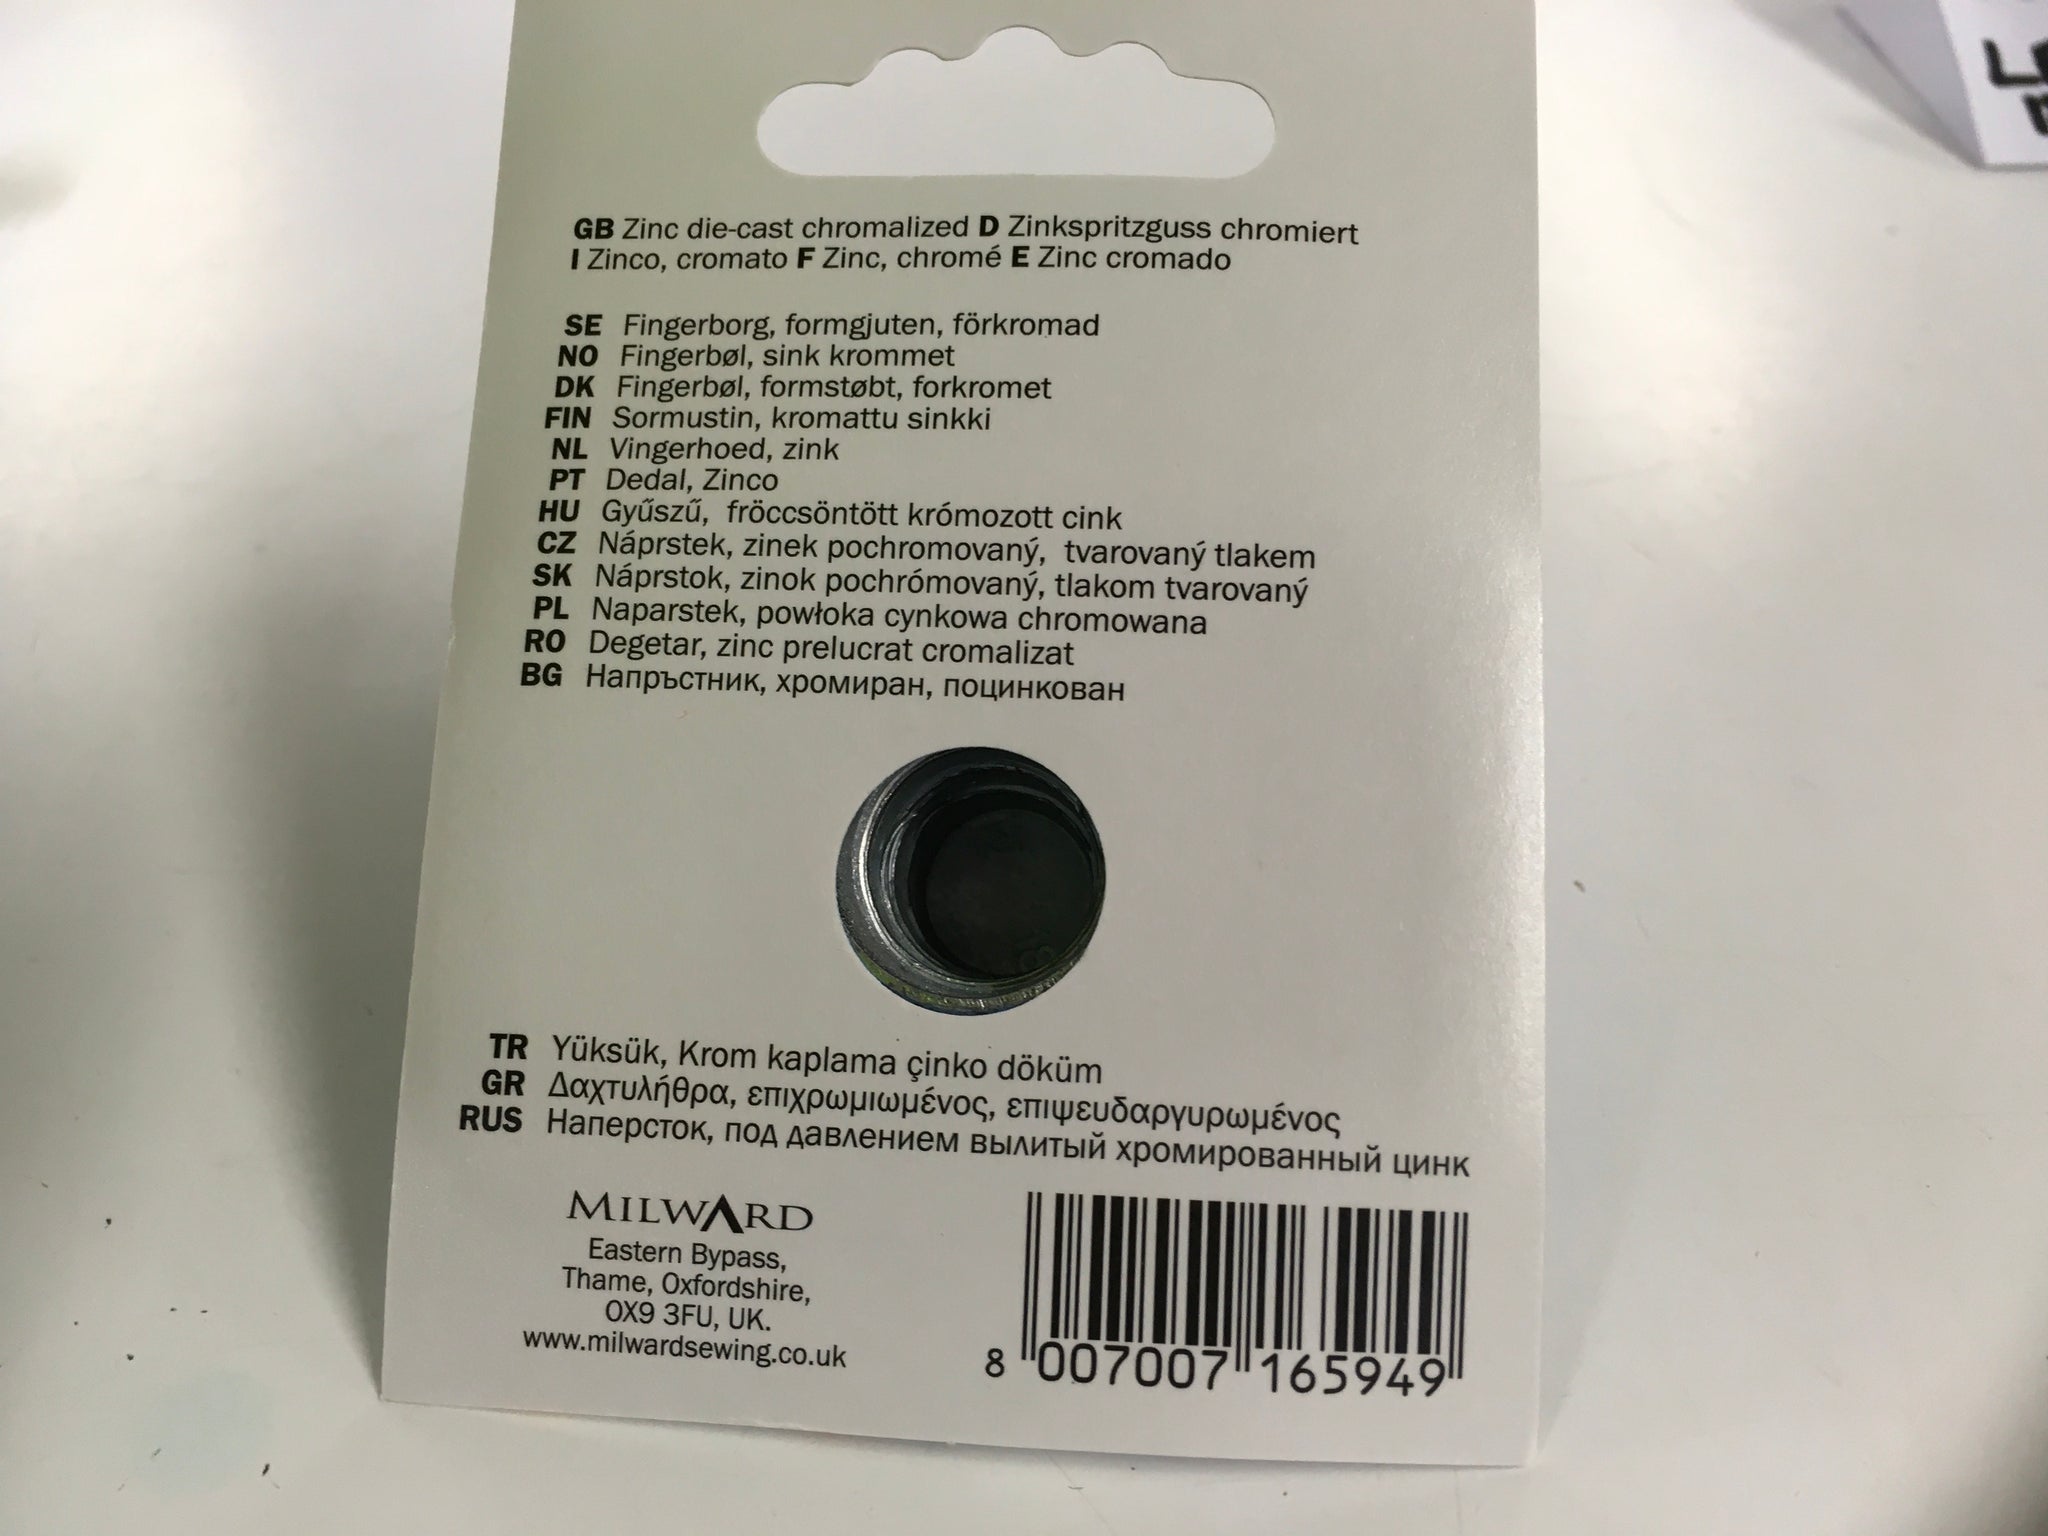 GB Zinc die-cast chromalized D Zinkspritzguss chromiert
I Zinco, cromato F Zinc, chromé E Zinc cromado
SE Fingerborg, formgjuten, förkromad
NO Fingerbøl, sink krommet
DK Fingerbøl, formstøbt, forkromet
FIN Sormustin, kromattu sinkki
NL Vingerhoed, zink
PT Dedal, Zinco
HU Gyűszű, fröccsöntött krómozott cink
CZ Náprstek, zinek pochromovaný, tvarovaný tlakem
SK Náprstok, zinok pochrómovaný, tlakom tvarovaný
PL Naparstek, powłoka cynkowa chromowana
RO Degetar, zinc prelucrat cromalizat
BG Напръстник, хромиран, поцинкован
TR Yüksük, Krom kaplama çinko döküm
GR Δαχτυλήθρα, επιχρωμιωμένος, επιψευδαργυρωμένος
RUS Наперсток, под давлением вылитый хромированный цинк
MILWARD
Eastern Bypass,
Thame, Oxfordshire,
OX9 3FU, UK.
www.milwardsewing.co.uk
8 007007 165949